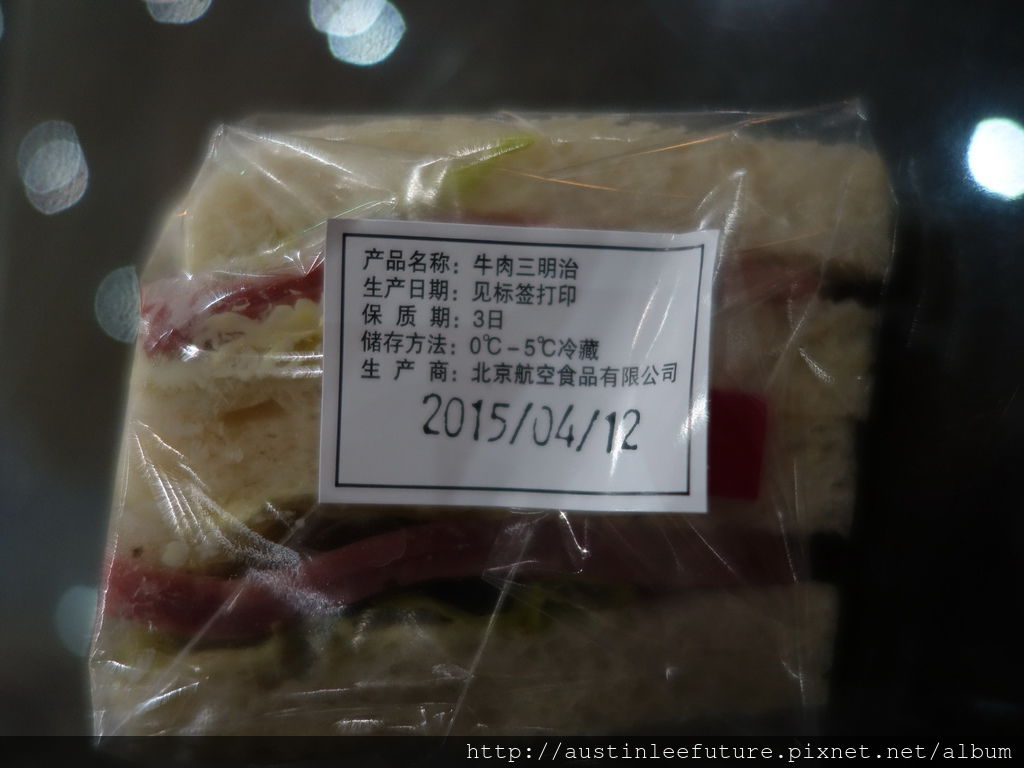 产品名称：牛肉三明治
生产日期：见标签打印
保 质 期：3日
储存方法：0℃－5℃冷藏
生 产 商：北京航空食品有限公司
2015/04/12
http://austinleefuture.pixnet.net/album